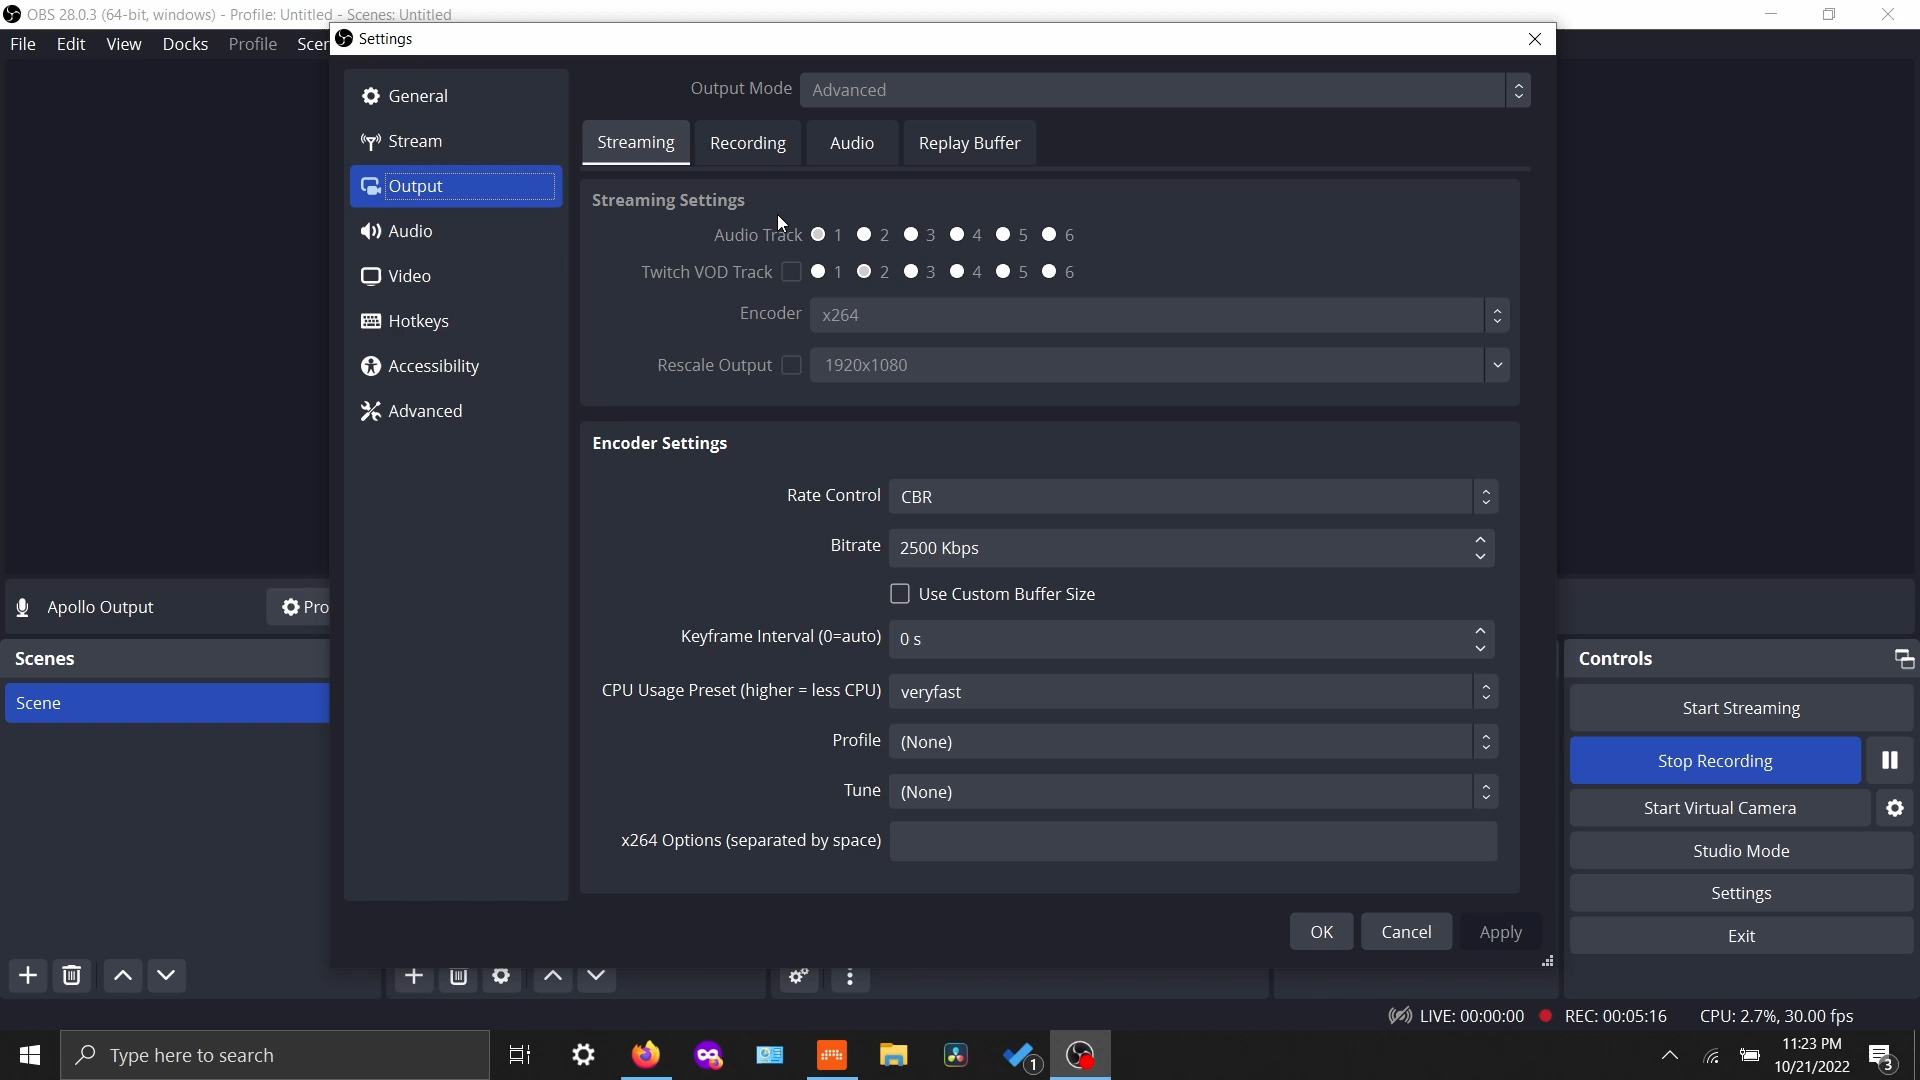 OBS 28.0.3 (64-bit, windows) - Profile: Untitled - Scenes: Untitled
File Edit View Docks Profile Scen
Settings
General
Stream
Output
Audio
Video
Hotkeys
Accessibility
Advanced
Output Mode Advanced
Streaming Recording Audio Replay Buffer
Streaming Settings
Audio Track 1 2 3 4 5 6
Twitch VOD Track 1 2 3 4 5 6
Encoder x264
Rescale Output 1920x1080
Encoder Settings
Rate Control CBR
Bitrate 2500 Kbps
Use Custom Buffer Size
Keyframe Interval (0=auto) 0 s
CPU Usage Preset (higher = less CPU) veryfast
Profile (None)
Tune (None)
x264 Options (separated by space)
OK Cancel Apply
Apollo Output Pro
Scenes
Scene
Controls
Start Streaming
Stop Recording
Start Virtual Camera
Studio Mode
Settings
Exit
LIVE: 00:00:00 REC: 00:05:16 CPU: 2.7%, 30.00 fps
Type here to search
1
11:23 PM
10/21/2022
3